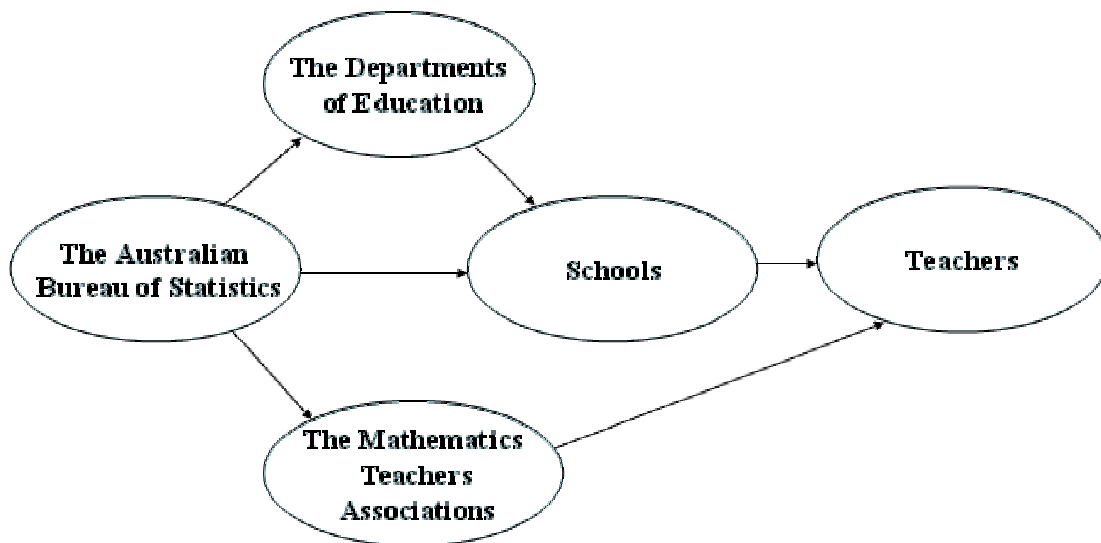 The Departments
of Education
The Australian
Bureau of Statistics
Schools
Teachers
The Mathematics
Teachers
Associations